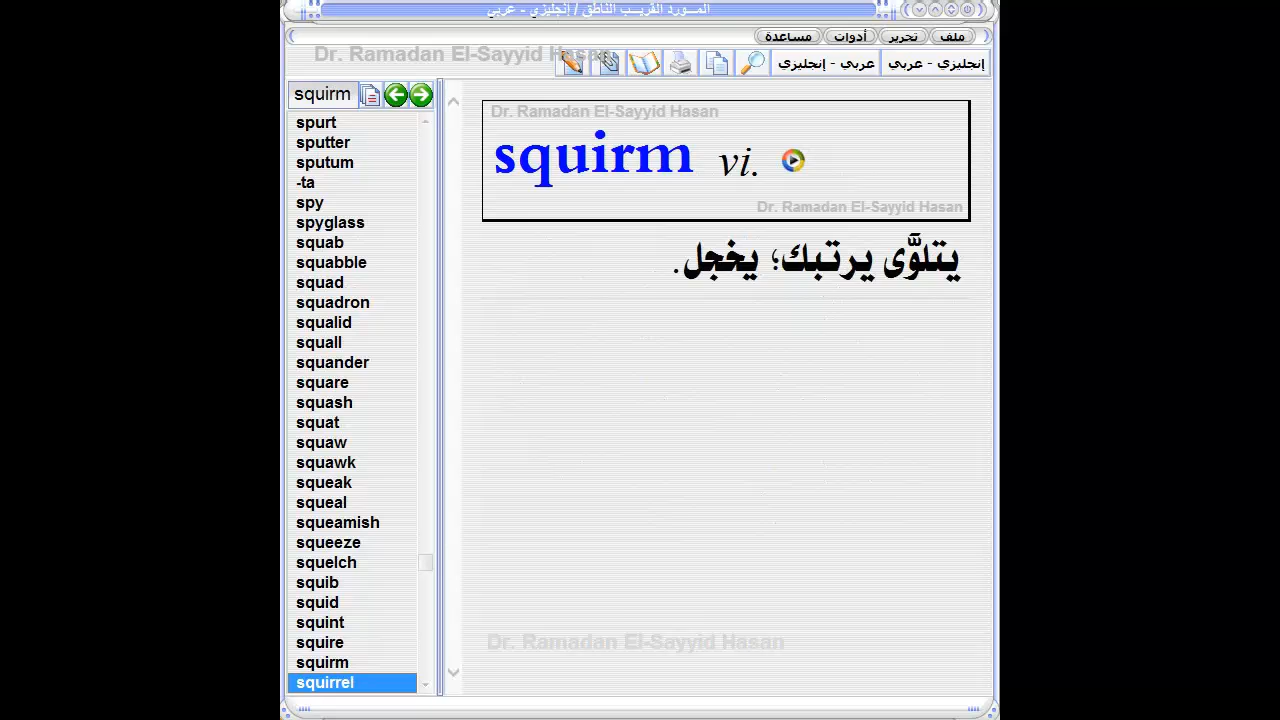 المـــورد القريـــب الناطق / إنجليزي - عربي
ملف
تحرير
أدوات
مساعدة
Dr. Ramadan El-Sayyid Hasan
إنجليزي - عربي
عربي - إنجليزي
squirm
spurt
sputter
sputum
-ta
spy
spyglass
squab
squabble
squad
squadron
squalid
squall
squander
square
squash
squat
squaw
squawk
squeak
squeal
squeamish
squeeze
squelch
squib
squid
squint
squire
squirm
squirrel
Dr. Ramadan El-Sayyid Hasan
squirm vi.
Dr. Ramadan El-Sayyid Hasan
يتلوَّى يرتبك؛ يخجل.
Dr. Ramadan El-Sayyid Hasan